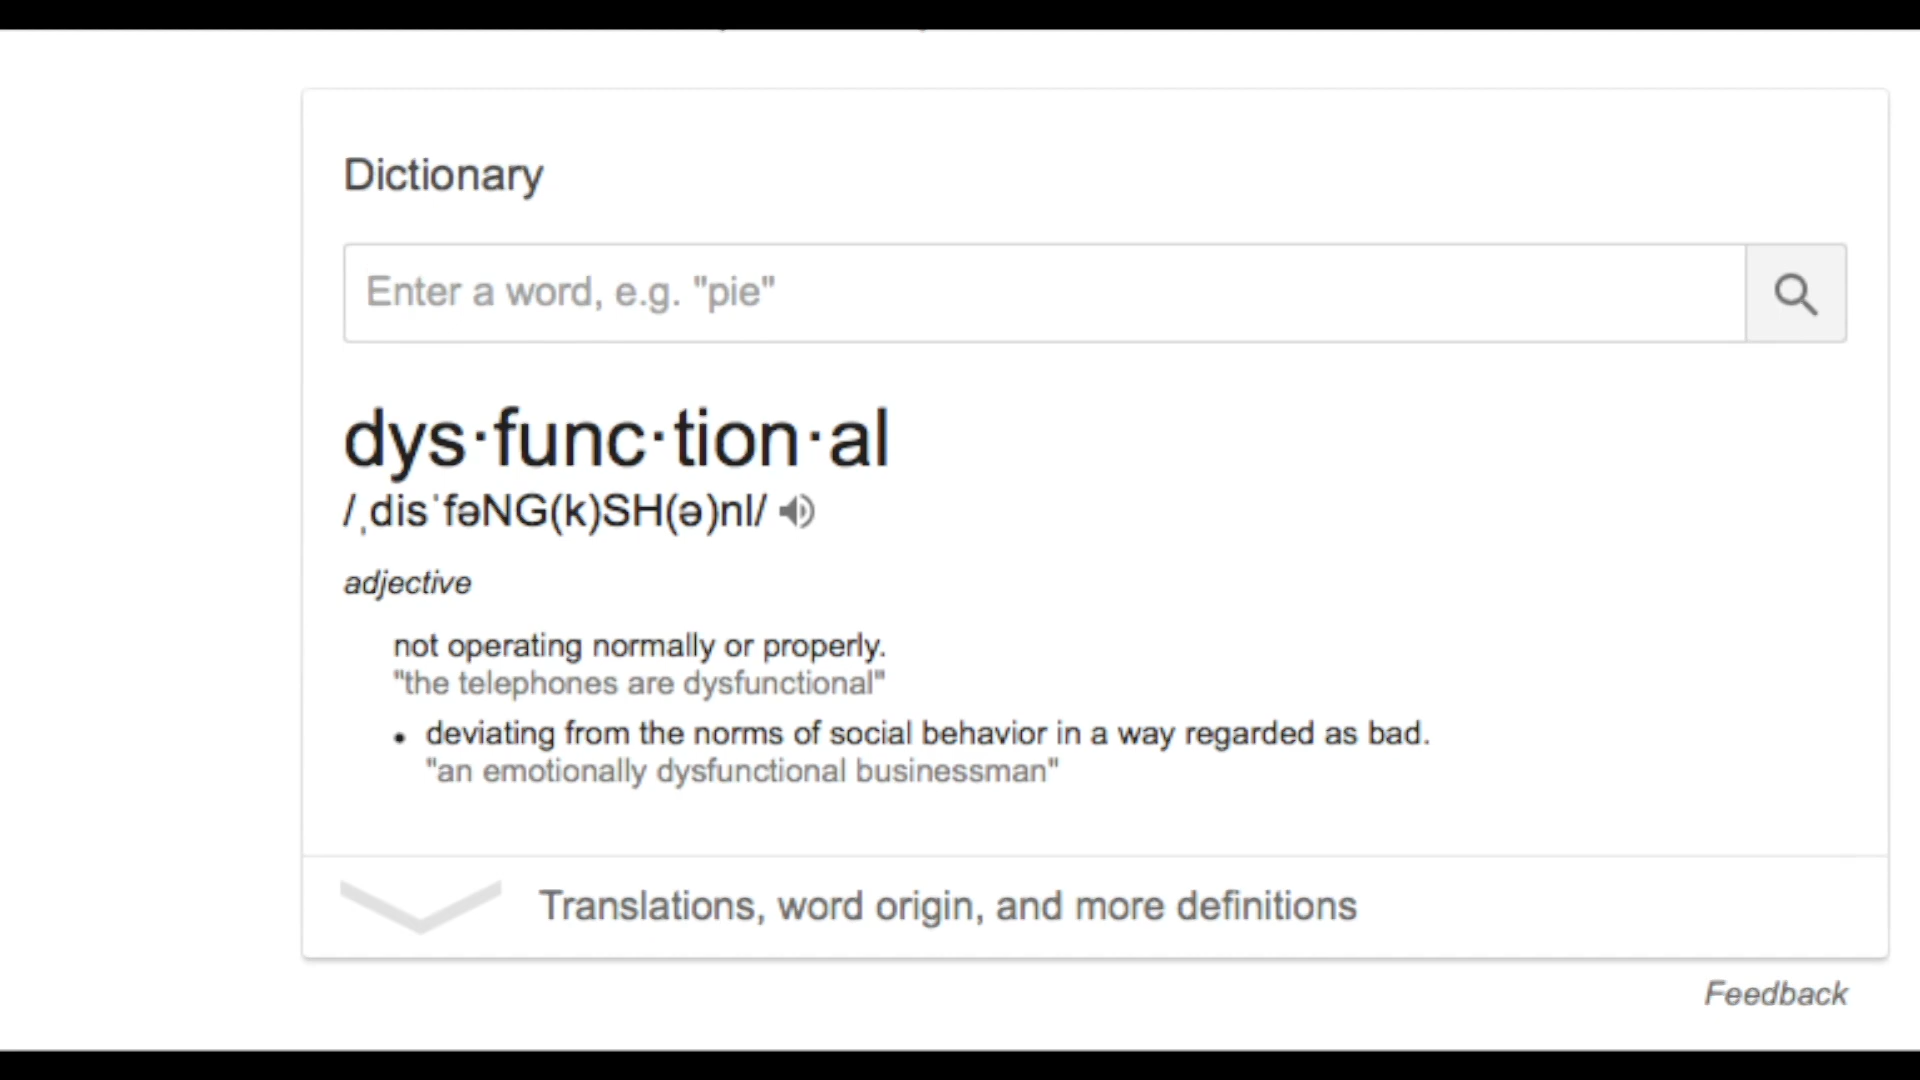 Dictionary
Enter a word, e.g. "pie"
dys·func·tion·al
/ˌdisˈfəNG(k)SH(ə)nl/
adjective
not operating normally or properly.
"the telephones are dysfunctional"
• deviating from the norms of social behavior in a way regarded as bad.
"an emotionally dysfunctional businessman"
Translations, word origin, and more definitions
Feedback